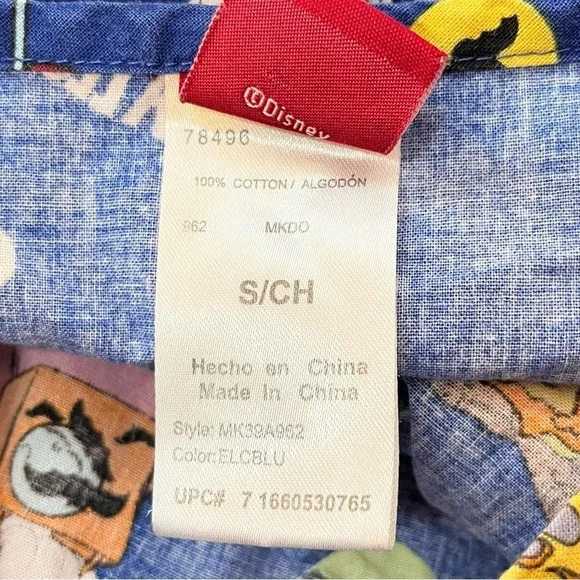 ©Disney
78496
100% COTTON / ALGODÓN
962 MKDO
S/CH
Hecho en China
Made In China
Style: MK39A962
Color:ELCBLU
UPC# 7 1660530765